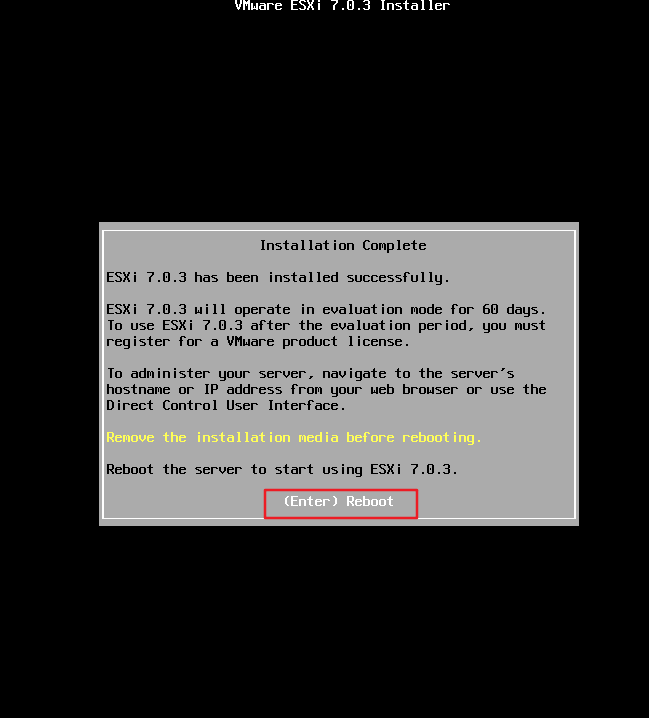 VMware ESXi 7.0.3 Installer
Installation Complete
ESXi 7.0.3 has been installed successfully.
ESXi 7.0.3 will operate in evaluation mode for 60 days.
To use ESXi 7.0.3 after the evaluation period, you must
register for a VMware product license.
To administer your server, navigate to the server's
hostname or IP address from your web browser or use the
Direct Control User Interface.
Remove the installation media before rebooting.
Reboot the server to start using ESXi 7.0.3.
(Enter) Reboot